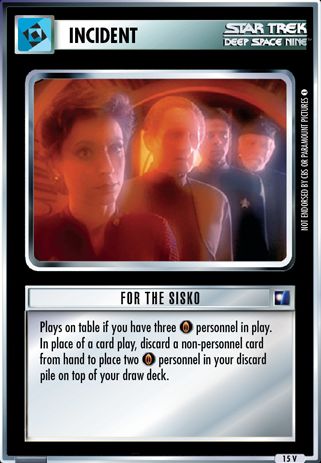 INCIDENT
STAR TREK
DEEP SPACE NINE
NOT ENDORSED BY CBS OR PARAMOUNT PICTURES
FOR THE SISKO
Plays on table if you have three personnel in play.
In place of a card play, discard a non-personnel card
from hand to place two personnel in your discard
pile on top of your draw deck.
15 V